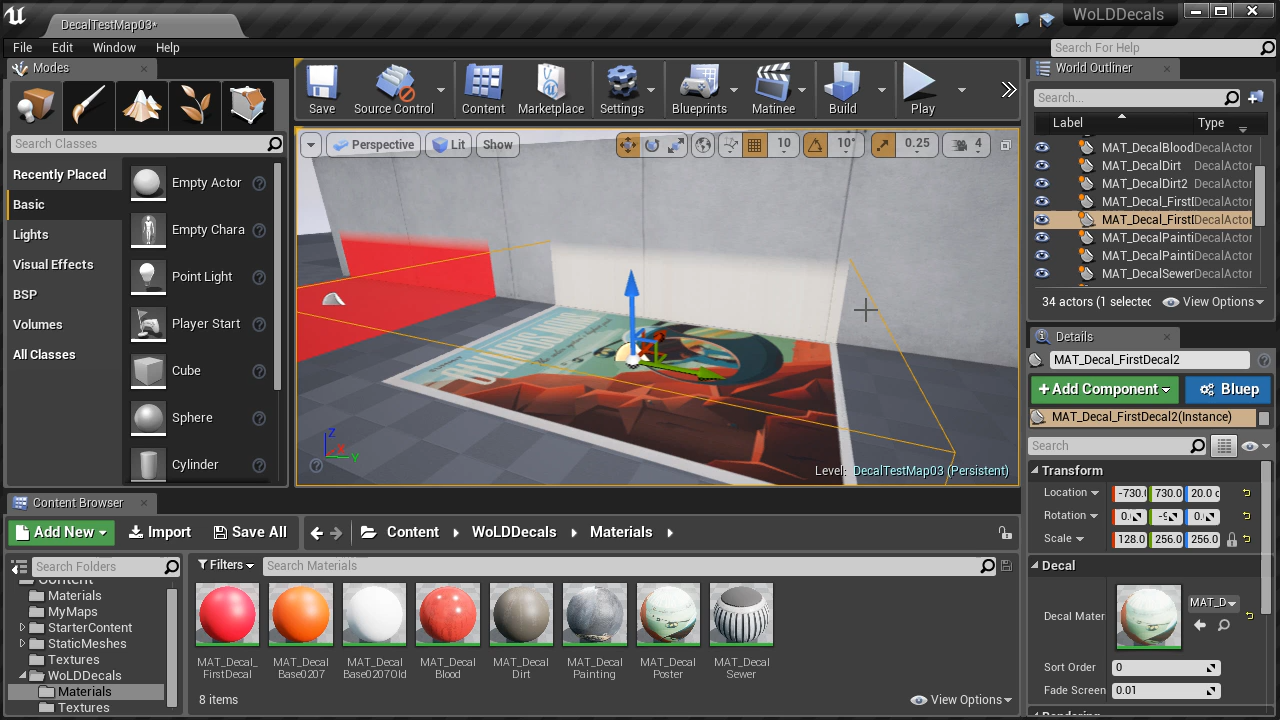 DecalTestMap03*
WoLDDecals
File Edit Window Help
Search For Help
Modes
Search Classes
Recently Placed
Basic
Lights
Visual Effects
BSP
Volumes
All Classes
Empty Actor
Empty Chara
Point Light
Player Start
Cube
Sphere
Cylinder
Save
Source Control
Content
Marketplace
Settings
Blueprints
Matinee
Build
Play
Perspective
Lit
Show
10
10°
0.25
4
Z
Y
Level: DecalTestMap03 (Persistent)
World Outliner
Search...
Label Type
MAT_DecalBlood DecalActor
MAT_DecalDirt DecalActor
MAT_DecalDirt2 DecalActor
MAT_Decal_First DecalActor
MAT_Decal_First DecalActor
MAT_DecalPainti DecalActor
MAT_DecalPainti DecalActor
MAT_DecalSewer DecalActor
34 actors (1 selectec
View Options
Details
MAT_Decal_FirstDecal2
+Add Component
Bluep
MAT_Decal_FirstDecal2(Instance)
Search
Transform
Location -730.0 730.0 20.0 c
Rotation 0. -9 0.
Scale 128.0 256.0 256.0
Decal
Decal Mater
MAT_D
Sort Order 0
Fade Screen 0.01
Content Browser
Add New
Import
Save All
Content
WoLDDecals
Materials
Search Folders
Content
Materials
MyMaps
StarterContent
StaticMeshes
Textures
WoLDDecals
Materials
Textures
Filters
Search Materials
MAT_Decal_
FirstDecal
MAT_Decal
Base0207
MAT_Decal
Base0207Old
MAT_Decal
Blood
MAT_Decal
Dirt
MAT_Decal
Painting
MAT_Decal
Poster
MAT_Decal
Sewer
8 items
View Options